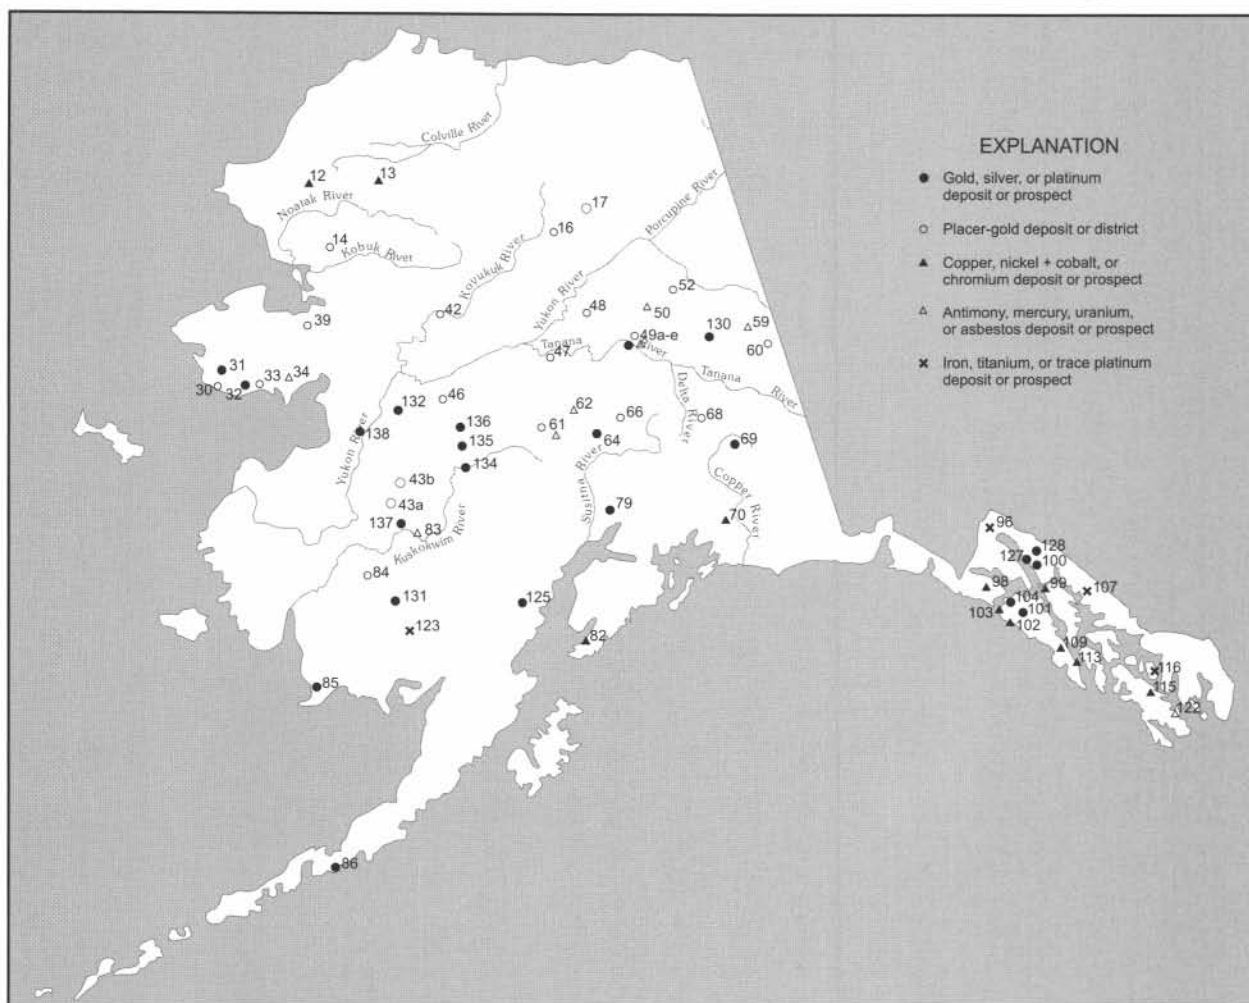 EXPLANATION
Gold, silver, or platinum
deposit or prospect
Placer-gold deposit or district
Copper, nickel + cobalt, or
chromium deposit or prospect
Antimony, mercury, uranium,
or asbestos deposit or prospect
Iron, titanium, or trace platinum
deposit or prospect
Colville River
12
13
Noatak River
14
Kobuk River
17
16
Koyukuk River
Porcupine River
Yukon River
39
42
48
52
50
130
59
60
49a-e
Tanana
River
47
Tanana
River
31
30
32
33
34
132
46
138
136
135
134
Yukon River
61
62
64
66
Delta River
68
69
Susitna River
Copper River
43b
43a
137
83
Kuskokwim River
79
70
84
131
125
123
82
85
86
96
127
128
100
98
99
107
104
103
101
102
109
113
116
115
122